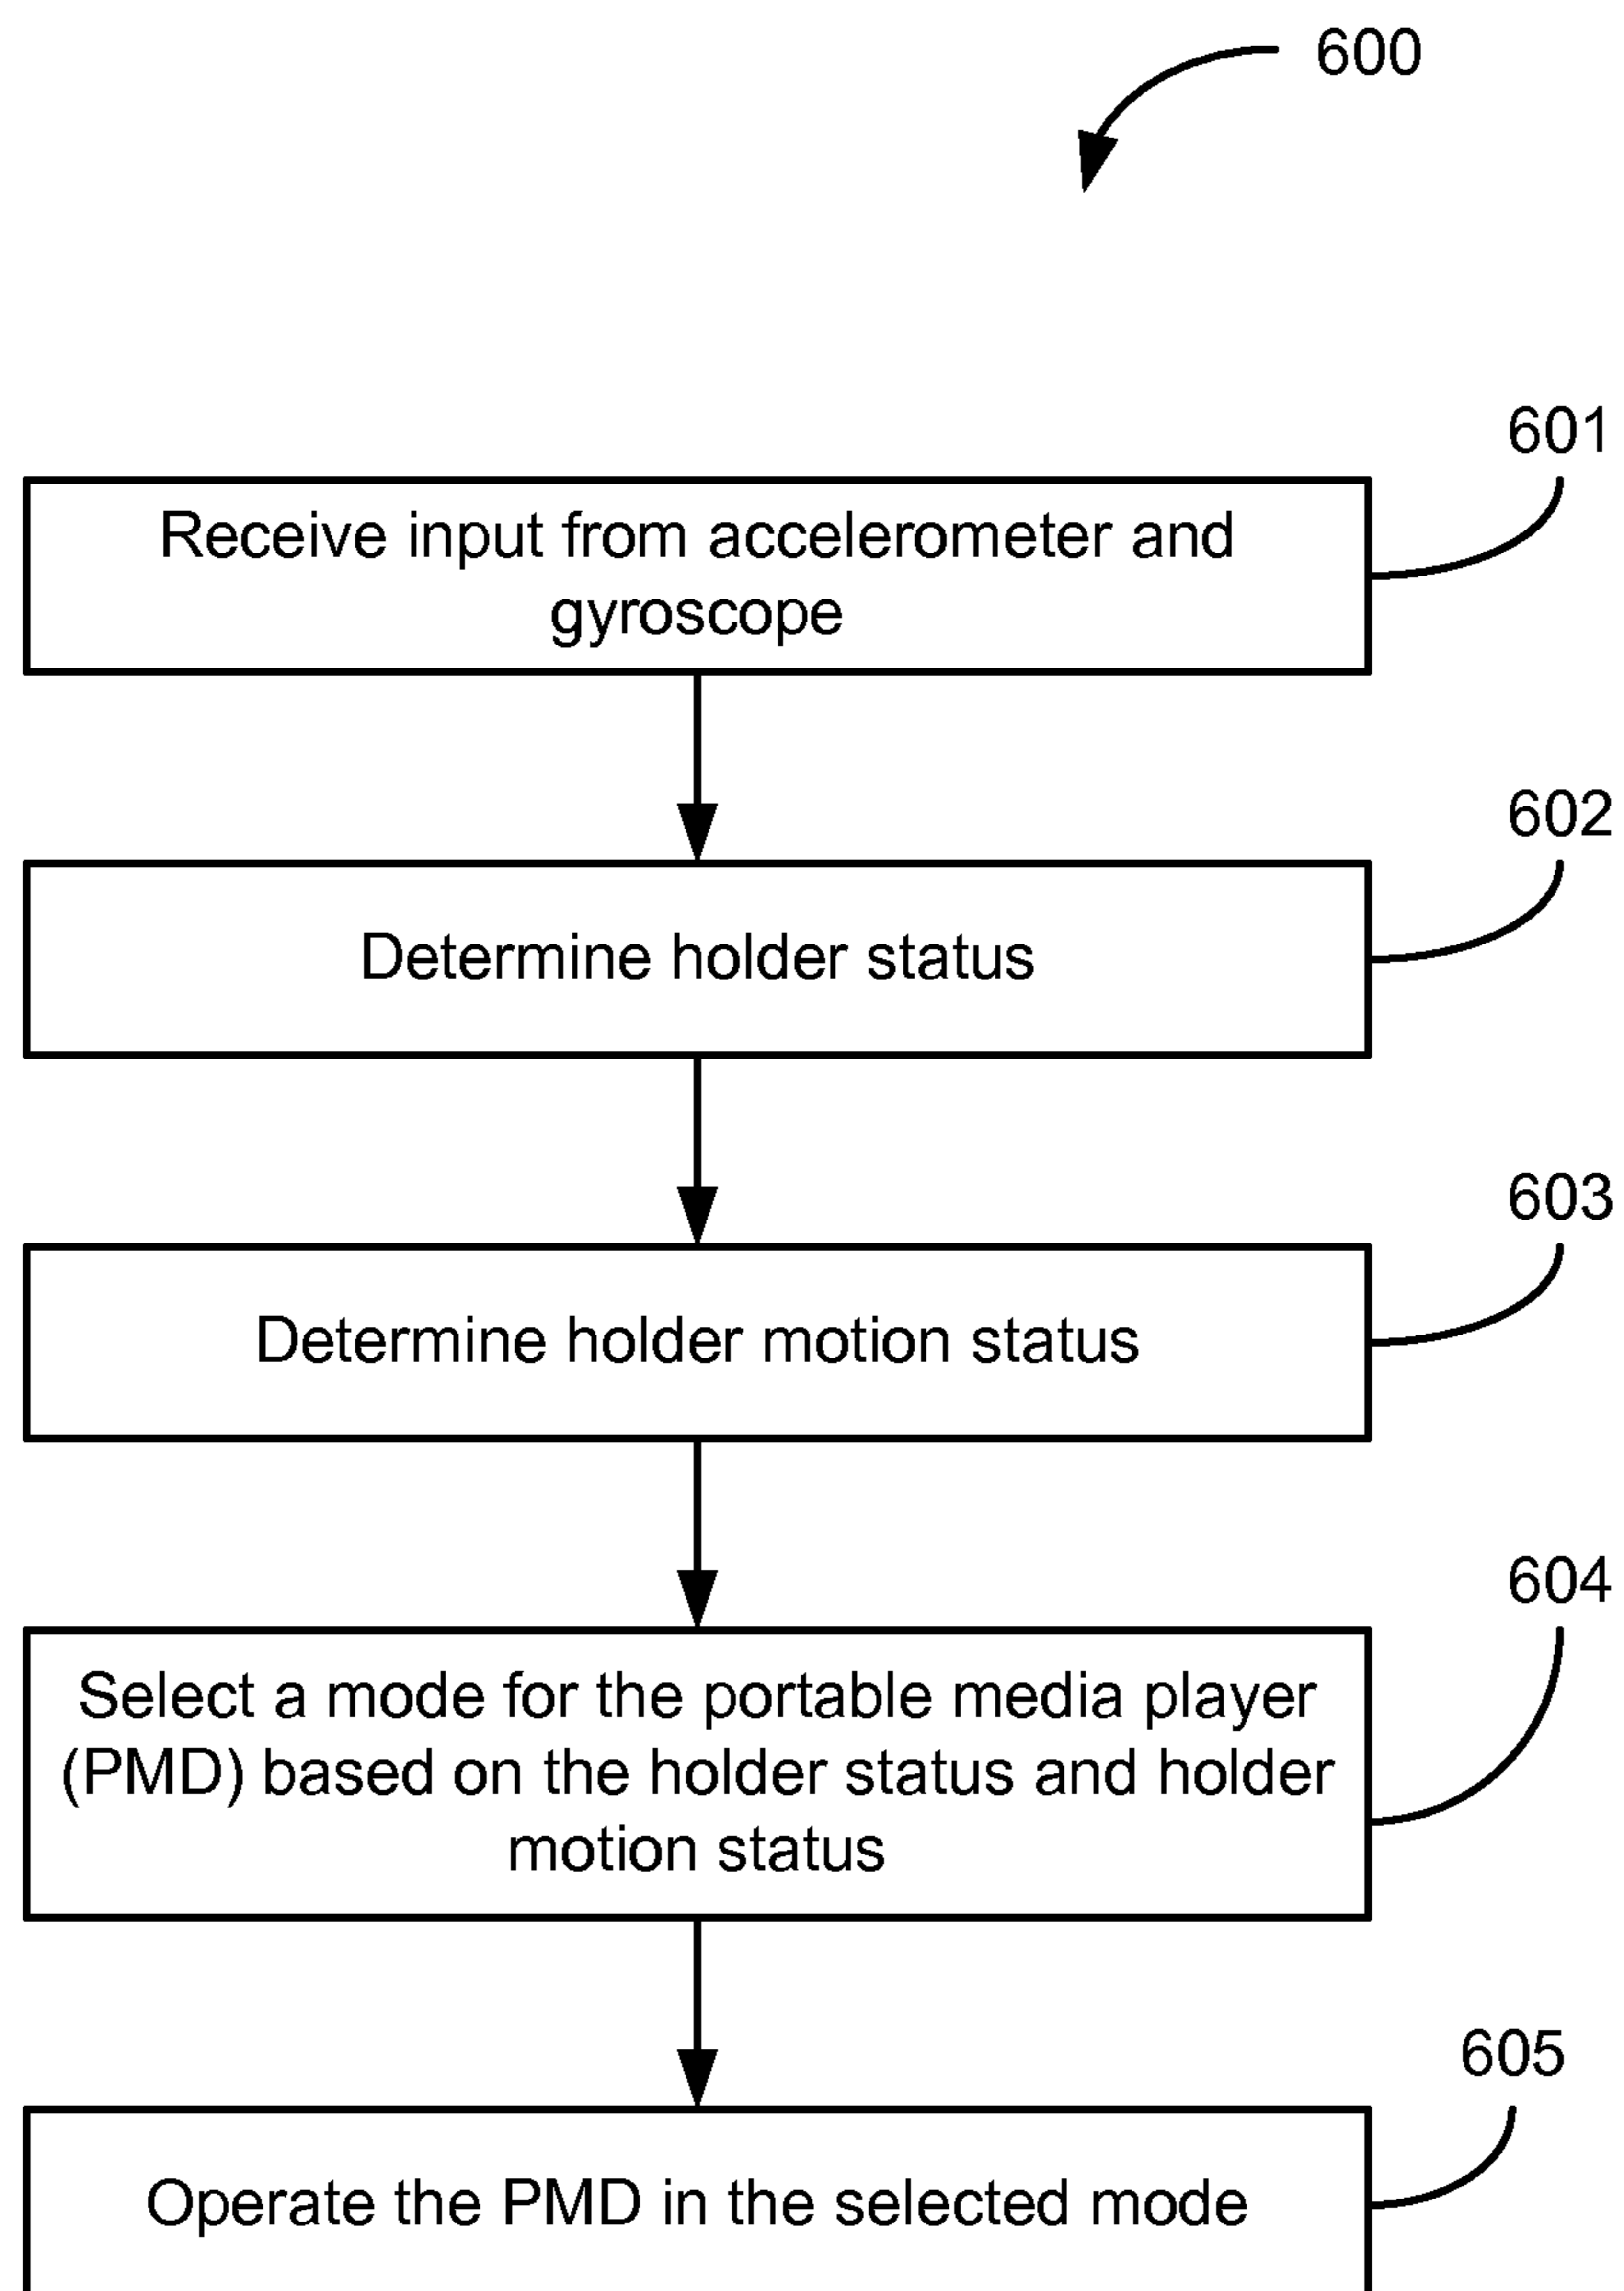 600
601
Receive input from accelerometer and
gyroscope
602
Determine holder status
603
Determine holder motion status
604
Select a mode for the portable media player
(PMD) based on the holder status and holder
motion status
605
Operate the PMD in the selected mode